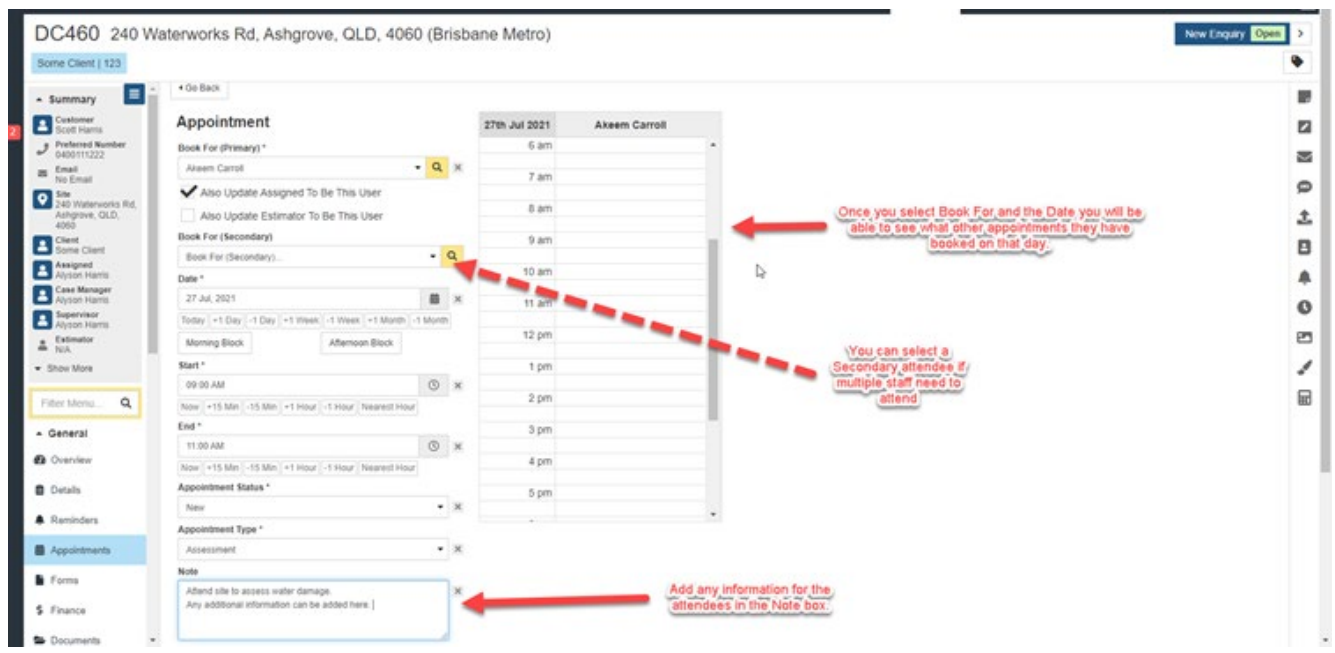 DC460 240 Waterworks Rd, Ashgrove, QLD, 4060 (Brisbane Metro)
New Enquiry Open
Some Client | 123
Summary
Customer
Scott Harris
Preferred Number
0400111222
Email
No Email
Site
240 Waterworks Rd,
Ashgrove, QLD,
4060
Client
Some Client
Assigned
Alyson Harris
Case Manager
Alyson Harris
Supervisor
Alyson Harris
Estimator
N/A
Show More
Filter Menu...
General
Overview
Details
Reminders
Appointments
Forms
$ Finance
Documents
2
Go Back
Appointment
Book For (Primary) *
Akeem Carroll
Also Update Assigned To Be This User
Also Update Estimator To Be This User
Book For (Secondary)
Book For (Secondary)...
Date *
27 Jul, 2021
Today +1 Day -1 Day +1 Week -1 Week +1 Month -1 Month
Morning Block Afternoon Block
Start *
09:00 AM
Now +15 Min -15 Min +1 Hour -1 Hour Nearest Hour
End *
11:00 AM
Now +15 Min -15 Min +1 Hour -1 Hour Nearest Hour
Appointment Status *
New
Appointment Type *
Assessment
Note
Attend site to assess water damage.
Any additional information can be added here.
27th Jul 2021 Akeem Carroll
6 am
7 am
8 am
9 am
10 am
11 am
12 pm
1 pm
2 pm
3 pm
4 pm
5 pm
Once you select Book For and the Date you will be
able to see what other appointments they have
booked on that day.
You can select a
Secondary attendee if
multiple staff need to
attend
Add any information for the
attendees in the Note box.